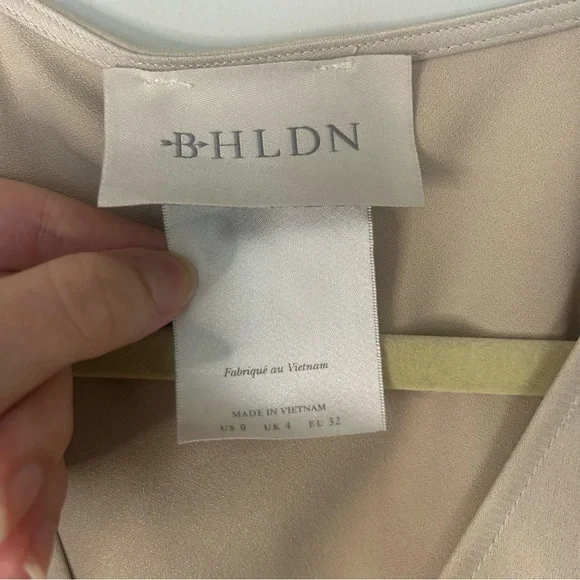 BHLDN
Fabriqué au Vietnam
MADE IN VIETNAM
US 0 UK 4 EU 32